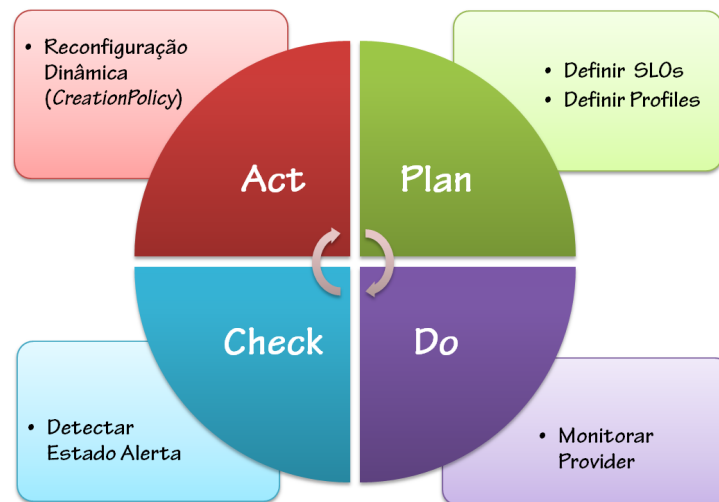 • Reconfiguração
Dinâmica
(CreationPolicy)
• Definir SLOs
• Definir Profiles
Act
Plan
Check
Do
• Detectar
Estado Alerta
• Monitorar
Provider